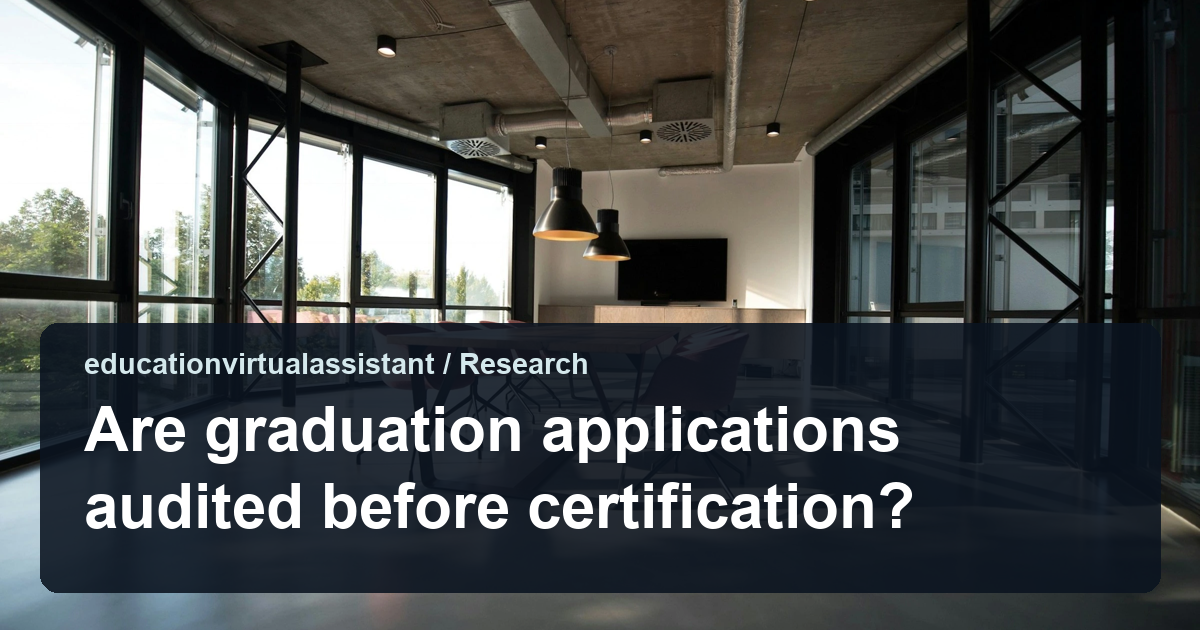 educationvirtualassistant / Research
Are graduation applications
audited before certification?